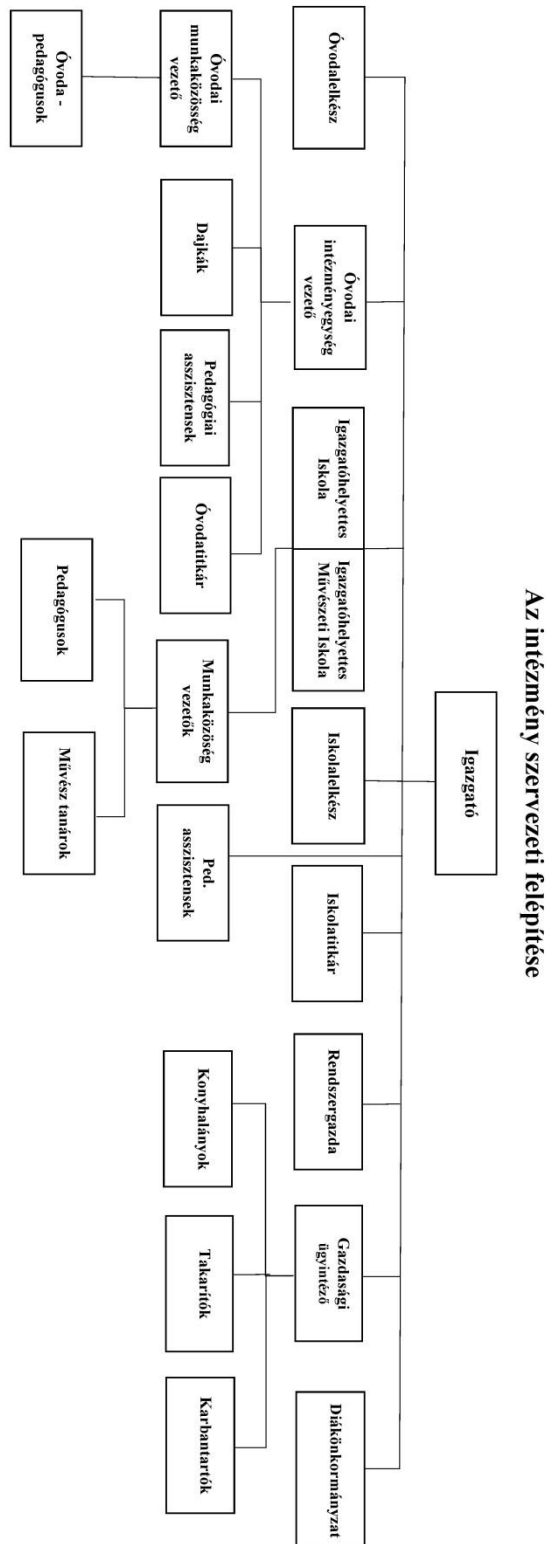 Az intézmény szervezeti felépítése
Igazgató
Óvodalelkész
Óvodai
intézményegység
vezető
Igazgatóhelyettes
Iskola
Igazgatóhelyettes
Művészeti Iskola
Iskolalelkész
Iskolatitkár
Rendszergazda
Gazdasági
ügyintéző
Diákönkormányzat
Óvodai
munkaközösség
vezető
Dajkák
Pedagógiai
asszisztensek
Óvodatitkár
Munkaközöség
vezetők
Ped.
asszisztensek
Konyhalányok
Takarítók
Karbantartók
Óvoda -
pedagógusok
Pedagógusok
Művész tanárok